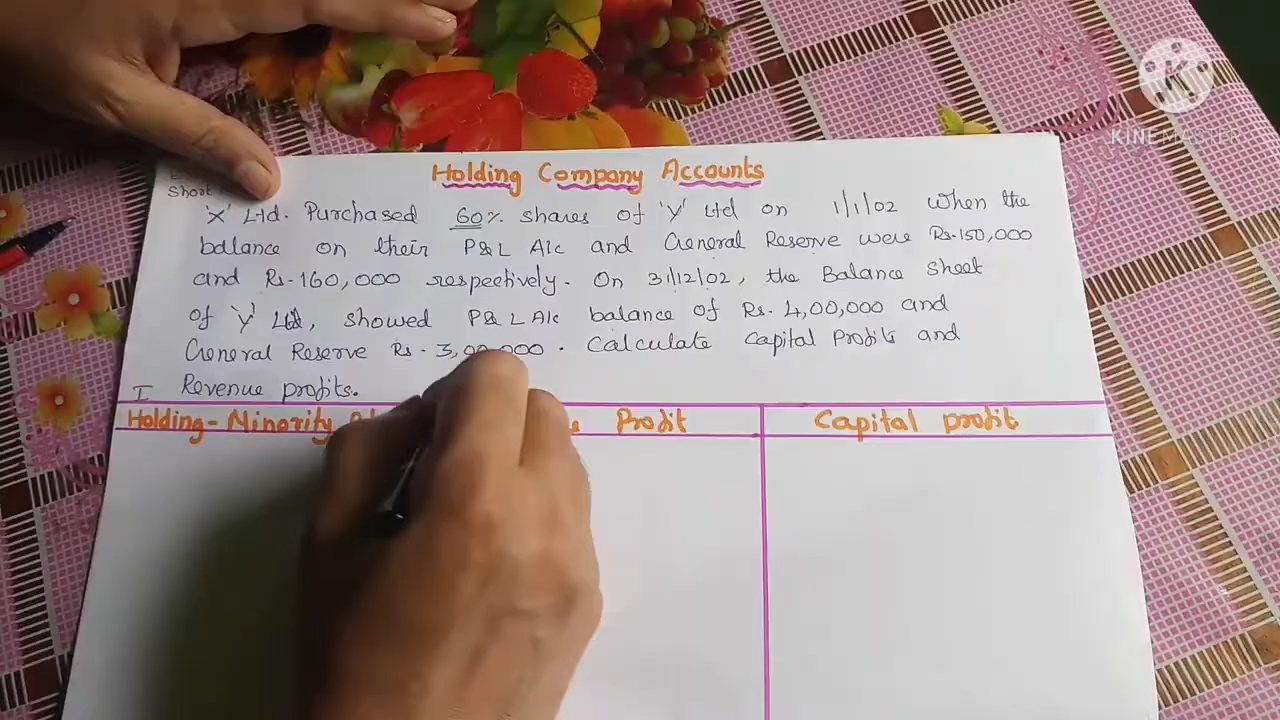 KINEMASTER
Holding Company Accounts
Short
'X' Ltd. Purchased 60% shares of 'Y' Ltd on 1/1/02 when the
balance on their P&L A/c and General Reserve were Rs.150,000
and Rs.160,000 respectively. On 31/12/02, the Balance sheet
of 'Y' Ltd, showed P&L A/c balance of Rs. 4,00,000 and
General Reserve Rs. 3,00,000. Calculate Capital Profits and
I Revenue profits.
Holding- Minority Profit Capital profit